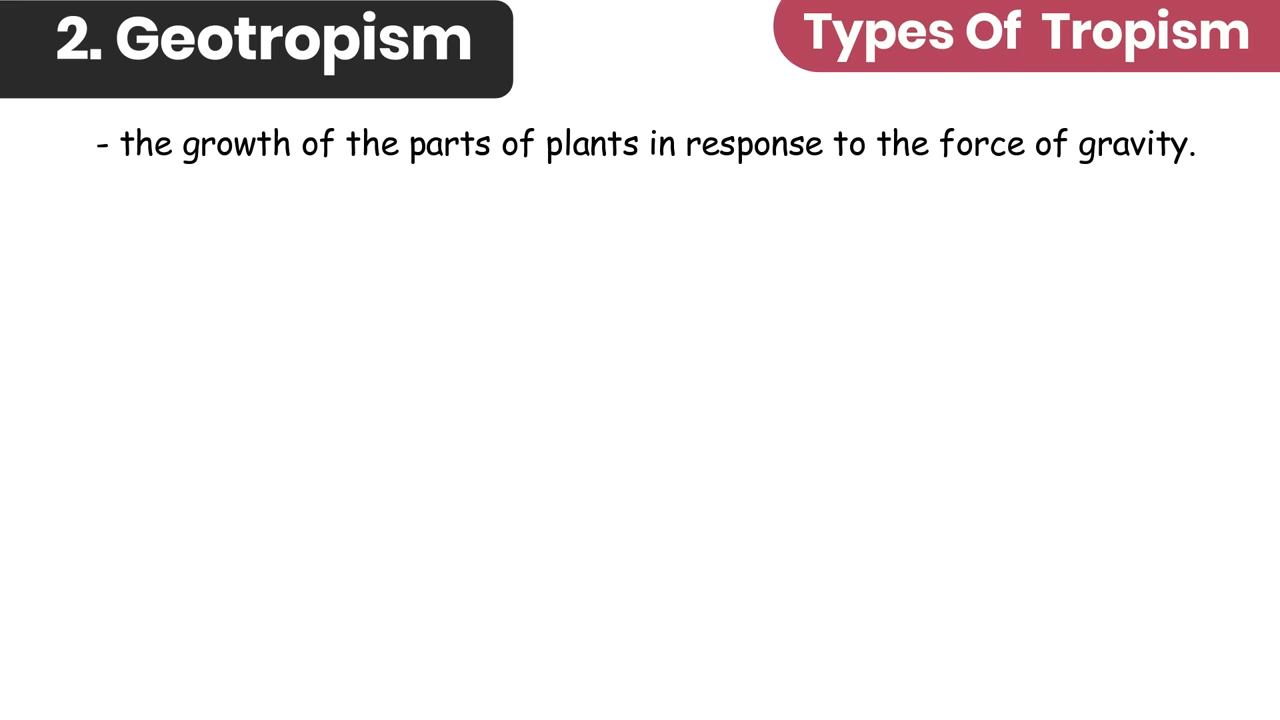 2. Geotropism
Types Of Tropism
- the growth of the parts of plants in response to the force of gravity.